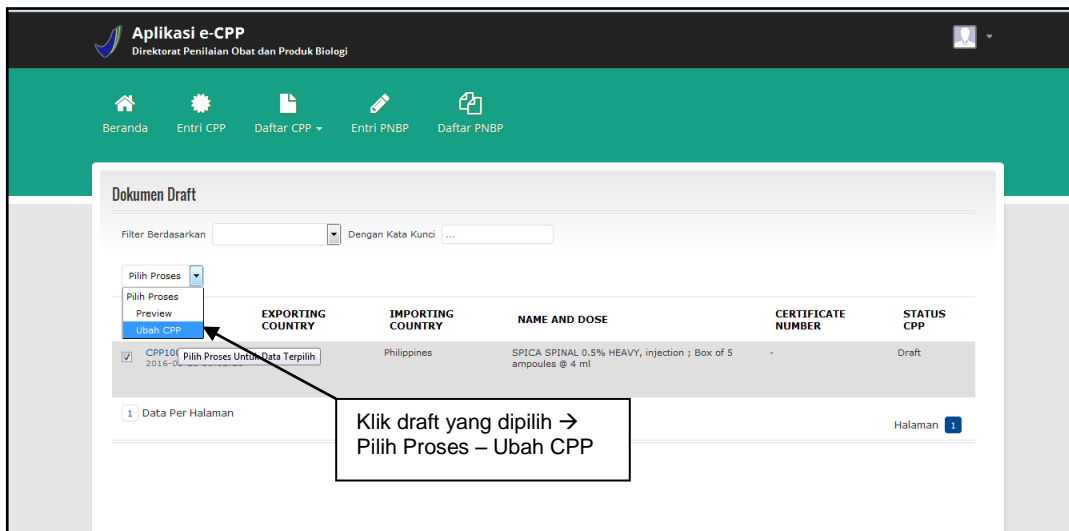 Aplikasi e-CPP
Direktorat Penilaian Obat dan Produk Biologi
Beranda Entri CPP Daftar CPP Entri PNBP Daftar PNBP
Dokumen Draft
Filter Berdasarkan Dengan Kata Kunci ...
Pilih Proses
Pilih Proses
Preview
Ubah CPP
EXPORTING COUNTRY
IMPORTING COUNTRY
NAME AND DOSE
CERTIFICATE NUMBER
STATUS CPP
Pilih Proses Untuk Data Terpilih
Philippines
SPICA SPINAL 0.5% HEAVY, injection ; Box of 5
ampoules @ 4 ml
-
Draft
1 Data Per Halaman
Halaman 1
Klik draft yang dipilih →
Pilih Proses – Ubah CPP